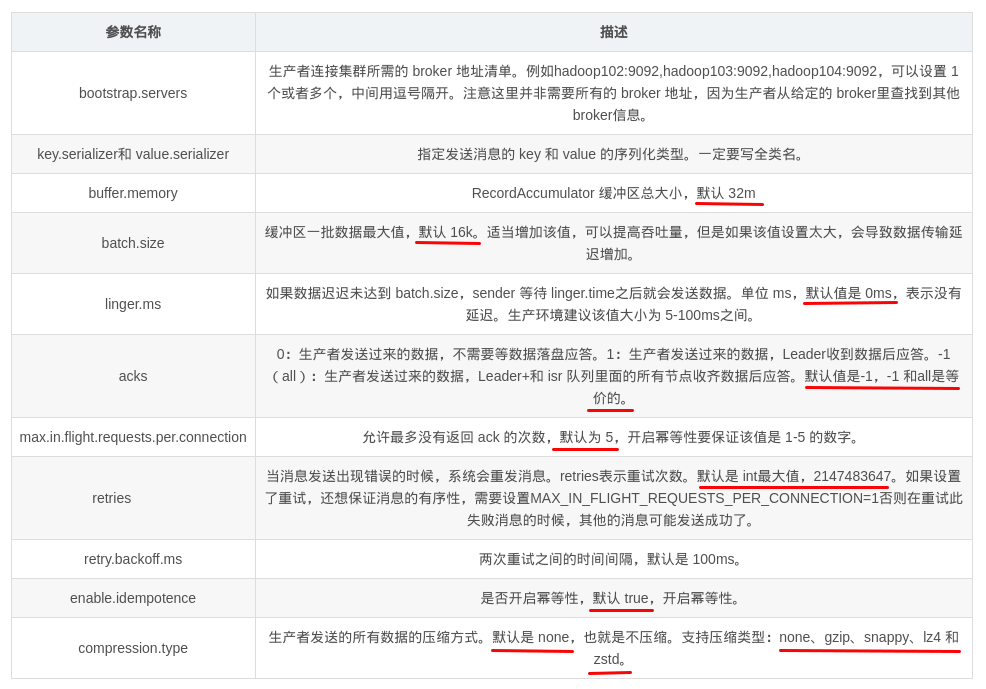 参数名称
描述
bootstrap.servers
生产者连接集群所需的 broker 地址清单。例如hadoop102:9092,hadoop103:9092,hadoop104:9092，可以设置 1
个或者多个，中间用逗号隔开。注意这里并非需要所有的 broker 地址，因为生产者从给定的 broker里查找到其他
broker信息。
key.serializer和 value.serializer
指定发送消息的 key 和 value 的序列化类型。一定要写全类名。
buffer.memory
RecordAccumulator 缓冲区总大小，默认 32m
batch.size
缓冲区一批数据最大值，默认 16k。适当增加该值，可以提高吞吐量，但是如果该值设置太大，会导致数据传输延
迟增加。
linger.ms
如果数据迟迟未达到 batch.size，sender 等待 linger.time之后就会发送数据。单位 ms，默认值是 0ms，表示没有
延迟。生产环境建议该值大小为 5-100ms之间。
acks
0：生产者发送过来的数据，不需要等数据落盘应答。1：生产者发送过来的数据，Leader收到数据后应答。-1
（all）：生产者发送过来的数据，Leader+和 isr 队列里面的所有节点收齐数据后应答。默认值是-1，-1 和all是等
价的。
max.in.flight.requests.per.connection
允许最多没有返回 ack 的次数，默认为 5，开启幂等性要保证该值是 1-5 的数字。
retries
当消息发送出现错误的时候，系统会重发消息。retries表示重试次数。默认是 int最大值，2147483647。如果设置
了重试，还想保证消息的有序性，需要设置MAX_IN_FLIGHT_REQUESTS_PER_CONNECTION=1否则在重试此
失败消息的时候，其他的消息可能发送成功了。
retry.backoff.ms
两次重试之间的时间间隔，默认是 100ms。
enable.idempotence
是否开启幂等性，默认 true，开启幂等性。
compression.type
生产者发送的所有数据的压缩方式。默认是 none，也就是不压缩。支持压缩类型：none、gzip、snappy、lz4 和
zstd。